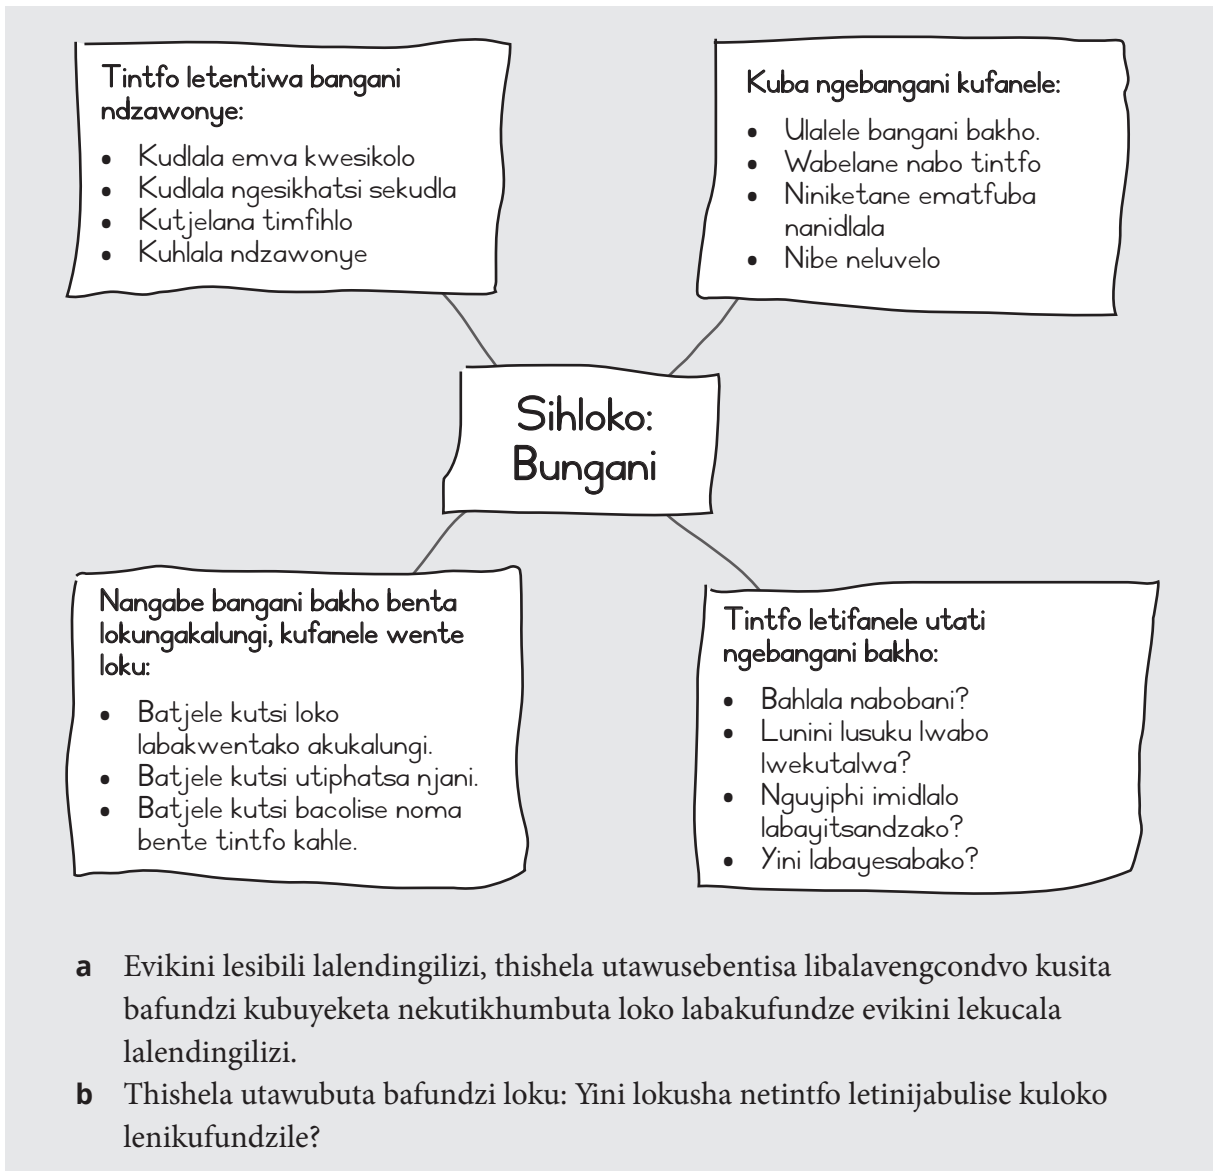 Tintfo letentiwa bangani
ndzawonye:
• Kudlala emva kwesikolo
• Kudlala ngesikhatsi sekudla
• Kutjelana timfihlo
• Kuhlala ndzawonye
Kuba ngebangani kufanele:
• Ulalele bangani bakho.
• Wabelane nabo tintfo
• Niniketane ematfuba
nanidlala
• Nibe neluvelo
Sihloko:
Bungani
Nangabe bangani bakho benta
lokungakalungi, kufanele wente
loku:
• Batjele kutsi loko
labakwentako akukalungi.
• Batjele kutsi utiphatsa njani.
• Batjele kutsi bacolise noma
bente tintfo kahle.
Tintfo letifanele utati
ngebangani bakho:
• Bahlala nabobani?
• Lunini lusuku lwabo
lwekutalwa?
• Nguyiphi imidlalo
labayitsandzako?
• Yini labayesabako?
a Evikini lesibili lalendingilizi, thishela utawusebentisa libalavengcondvo kusita
bafundzi kubuyeketa nekutikhumbuta loko labakufundze evikini lekucala
lalendingilizi.
b Thishela utawubuta bafundzi loku: Yini lokusha netintfo letinijabulise kuloko
lenikufundzile?